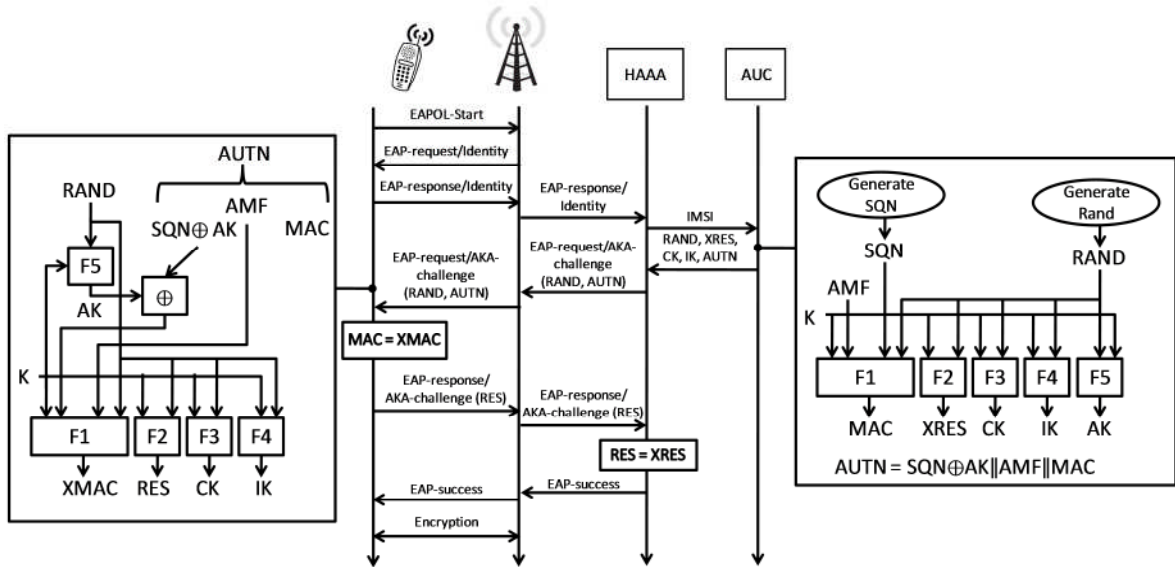 HAAA
AUC
EAPOL-Start
EAP-request/Identity
EAP-response/Identity
EAP-response/
Identity
IMSI
RAND, XRES,
CK, IK, AUTN
EAP-request/AKA-
challenge
(RAND, AUTN)
EAP-request/AKA-
challenge
(RAND, AUTN)
MAC = XMAC
EAP-response/
AKA-challenge (RES)
EAP-response/
AKA-challenge (RES)
RES = XRES
EAP-success
EAP-success
Encryption
AUTN
RAND
AMF
SQN⊕ AK
MAC
F5
⊕
AK
K
F1
F2
F3
F4
XMAC
RES
CK
IK
Generate
SQN
Generate
Rand
SQN
RAND
AMF
K
F1
F2
F3
F4
F5
MAC
XRES
CK
IK
AK
AUTN = SQN⊕AK‖AMF‖MAC